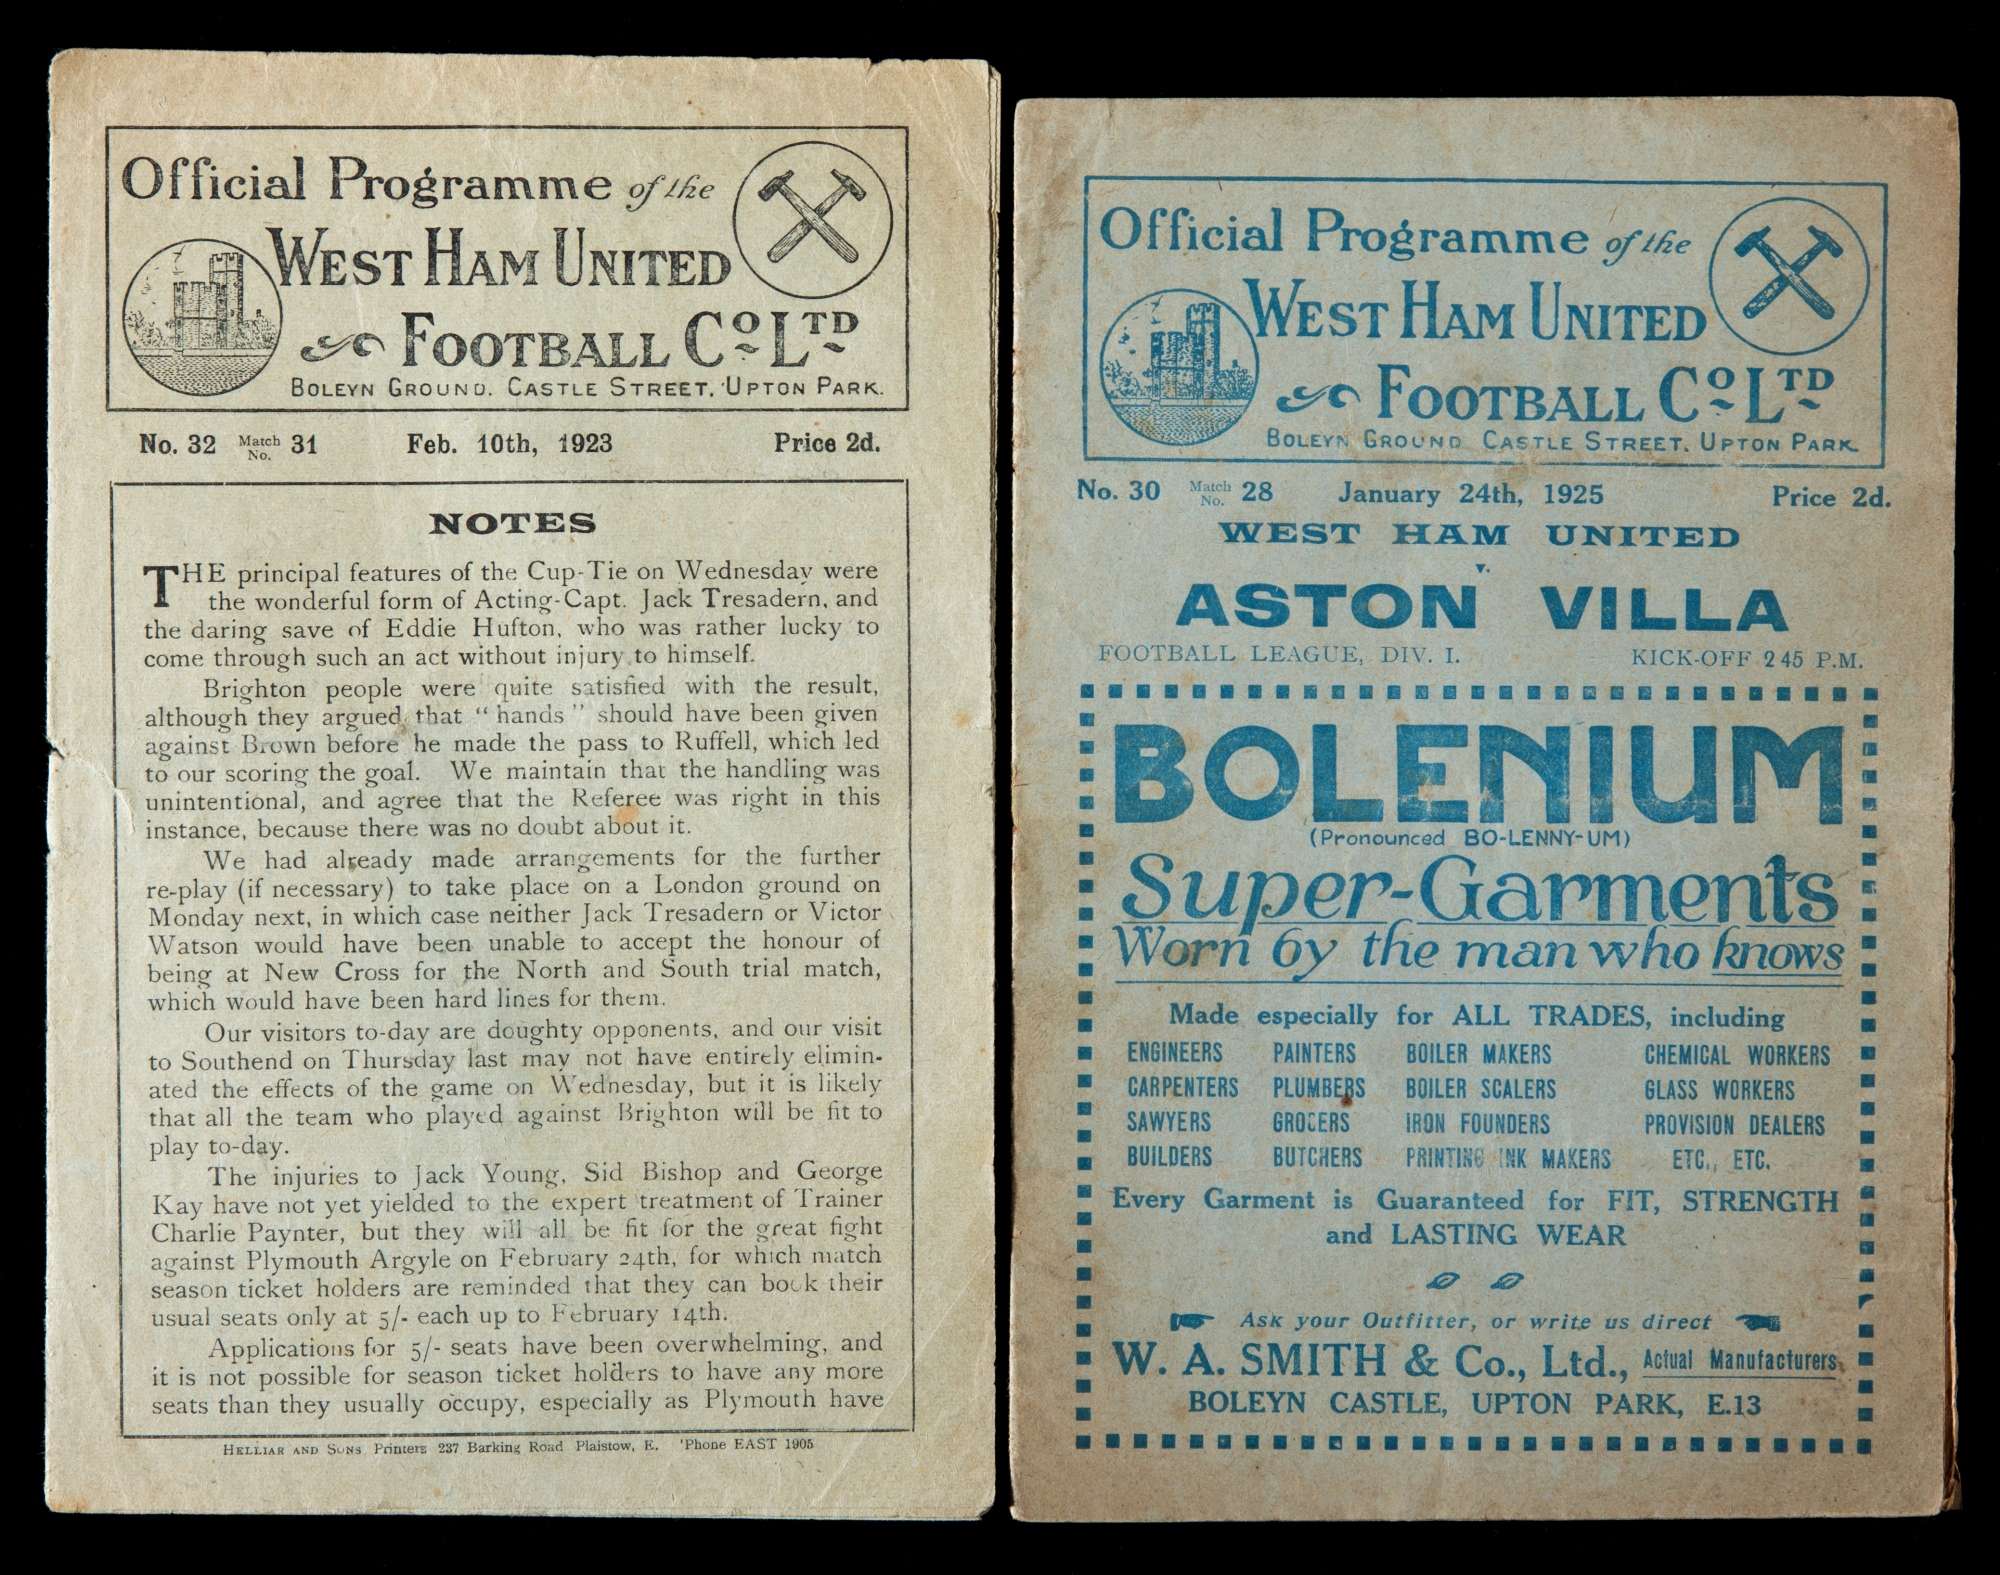 Official Programme of the
WEST HAM UNITED
FOOTBALL CO LTD
BOLEYN GROUND. CASTLE STREET, UPTON PARK.
No. 32 Match No. 31 Feb. 10th, 1923 Price 2d.
NOTES
THE principal features of the Cup-Tie on Wednesday were
the wonderful form of Acting-Capt. Jack Tresadern, and
the daring save of Eddie Hufton, who was rather lucky to
come through such an act without injury to himself.
Brighton people were quite satisfied with the result,
although they argued that "hands" should have been given
against Brown before he made the pass to Ruffell, which led
to our scoring the goal. We maintain that the handling was
unintentional, and agree that the Referee was right in this
instance, because there was no doubt about it.
We had already made arrangements for the further
re-play (if necessary) to take place on a London ground on
Monday next, in which case neither Jack Tresadern or Victor
Watson would have been unable to accept the honour of
being at New Cross for the North and South trial match,
which would have been hard lines for them.
Our visitors to-day are doughty opponents, and our visit
to Southend on Thursday last may not have entirely elimin-
ated the effects of the game on Wednesday, but it is likely
that all the team who played against Brighton will be fit to
play to-day.
The injuries to Jack Young, Sid Bishop and George
Kay have not yet yielded to the expert treatment of Trainer
Charlie Paynter, but they will all be fit for the great fight
against Plymouth Argyle on February 24th, for which match
season ticket holders are reminded that they can book their
usual seats only at 5/- each up to February 14th.
Applications for 5/- seats have been overwhelming, and
it is not possible for season ticket holders to have any more
seats than they usually occupy, especially as Plymouth have
HELLIAR AND SONS Printers 237 Barking Road Plaistow, E. 'Phone EAST 1905
Official Programme of the
WEST HAM UNITED
FOOTBALL CO LTD
BOLEYN GROUND CASTLE STREET, UPTON PARK.
No. 30 Match No. 28 January 24th, 1925 Price 2d.
WEST HAM UNITED
v.
ASTON VILLA
FOOTBALL LEAGUE, DIV. I. KICK-OFF 2 45 P.M.
BOLENIUM
(Pronounced BO-LENNY-UM)
Super-Garments
Worn by the man who knows
Made especially for ALL TRADES, including
ENGINEERS PAINTERS BOILER MAKERS CHEMICAL WORKERS
CARPENTERS PLUMBERS BOILER SCALERS GLASS WORKERS
SAWYERS GROCERS IRON FOUNDERS PROVISION DEALERS
BUILDERS BUTCHERS PRINTING INK MAKERS ETC., ETC.
Every Garment is Guaranteed for FIT, STRENGTH
and LASTING WEAR
Ask your Outfitter, or write us direct
W. A. SMITH & Co., Ltd., Actual Manufacturers
BOLEYN CASTLE, UPTON PARK, E.13